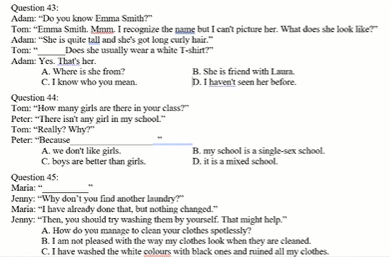 Question 43:
Adam: “Do you know Emma Smith?”
Tom: “Emma Smith. Mmm. I recognize the name but I can't picture her. What does she look like?”
Adam: “She is quite tall and she's got long curly hair.”
Tom: “______Does she usually wear a white T-shirt?”
Adam: Yes. That's her.
A. Where is she from? B. She is friend with Laura.
C. I know who you mean. D. I haven't seen her before.
Question 44:
Tom: “How many girls are there in your class?”
Peter: “There isn't any girl in my school.”
Tom: “Really? Why?”
Peter: “Because ____________________”
A. we don't like girls. B. my school is a single-sex school.
C. boys are better than girls. D. it is a mixed school.
Question 45:
Maria: “__________”
Jenny: “Why don't you find another laundry?”
Maria: “I have already done that, but nothing changed.”
Jenny: “Then, you should try washing them by yourself. That might help.”
A. How do you manage to clean your clothes spotlessly?
B. I am not pleased with the way my clothes look when they are cleaned.
C. I have washed the white colours with black ones and ruined all my clothes.